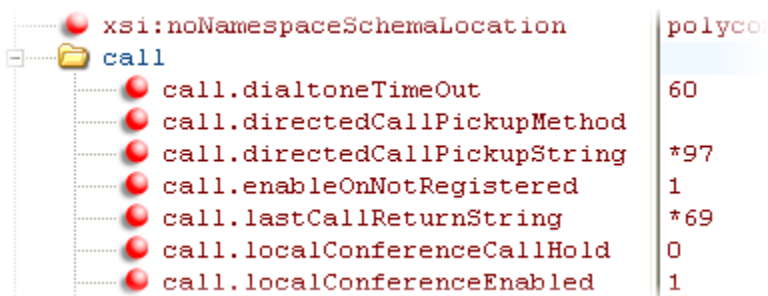 xsi:noNamespaceSchemaLocation polyco
call
call.dialtoneTimeOut 60
call.directedCallPickupMethod
call.directedCallPickupString *97
call.enableOnNotRegistered 1
call.lastCallReturnString *69
call.localConferenceCallHold 0
call.localConferenceEnabled 1